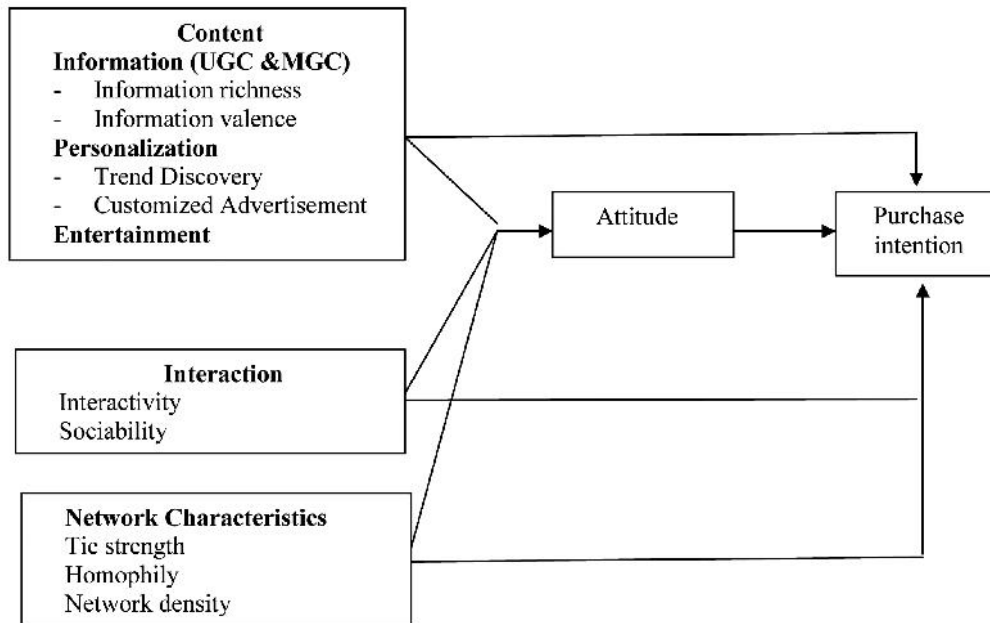 Content
Information (UGC &MGC)
- Information richness
- Information valence
Personalization
- Trend Discovery
- Customized Advertisement
Entertainment
Attitude
Purchase
intention
Interaction
Interactivity
Sociability
Network Characteristics
Tie strength
Homophily
Network density